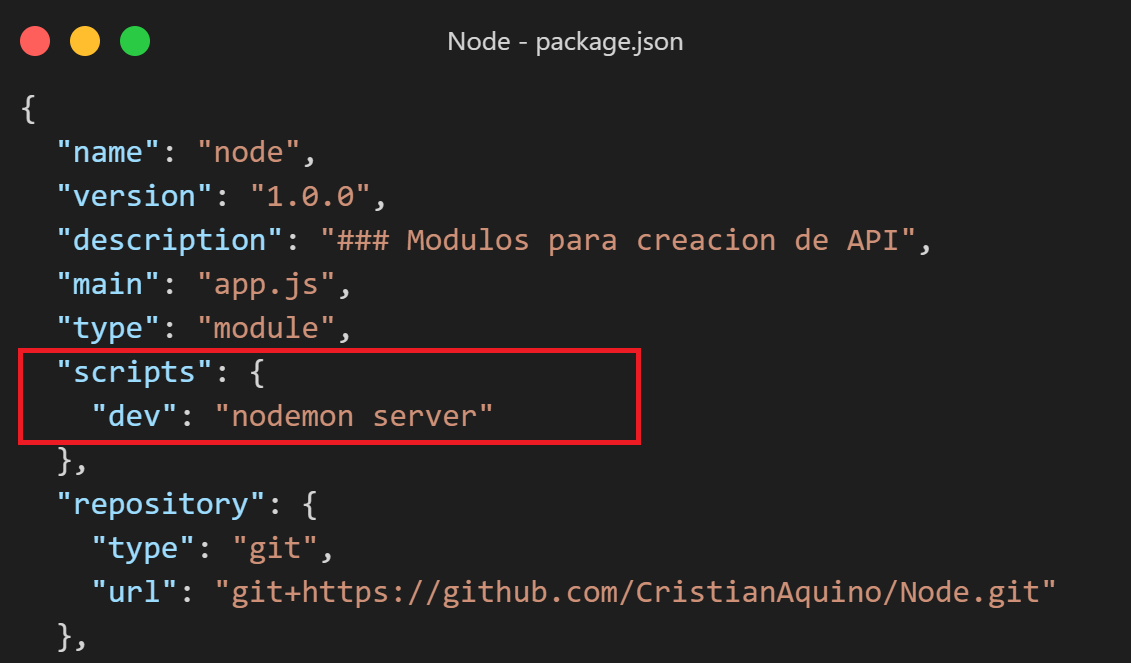 Node - package.json
{
"name": "node",
"version": "1.0.0",
"description": "### Modulos para creacion de API",
"main": "app.js",
"type": "module",
"scripts": {
"dev": "nodemon server"
},
"repository": {
"type": "git",
"url": "git+https://github.com/CristianAquino/Node.git"
},